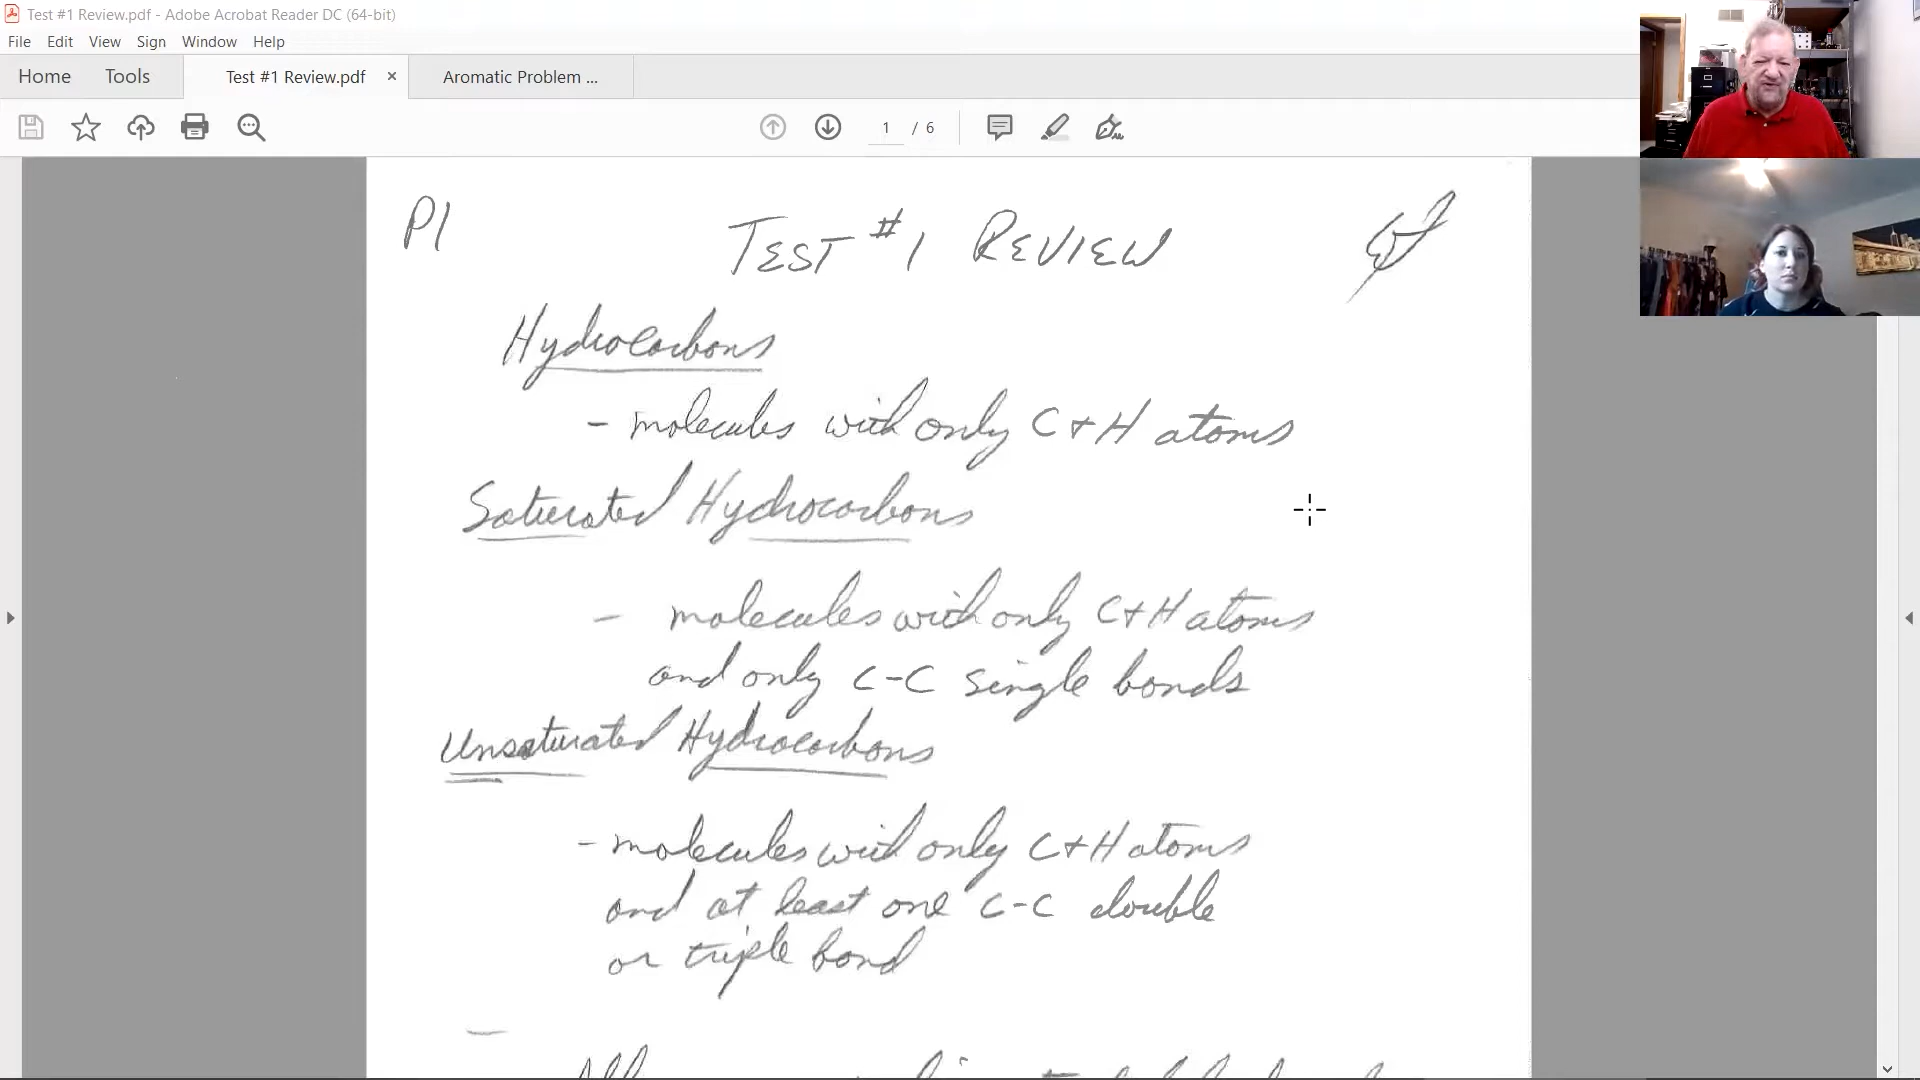 Test #1 Review.pdf - Adobe Acrobat Reader DC (64-bit)
File Edit View Sign Window Help
Home Tools Test #1 Review.pdf × Aromatic Problem ...
1 / 6
P1 TEST #1 REVIEW
Hydrocarbons
- molecules with only C + H atoms
Saturated Hydrocarbons
- molecules with only C + H atoms
and only C-C single bonds
Unsaturated Hydrocarbons
- molecules with only C + H atoms
and at least one C-C double
or triple bond